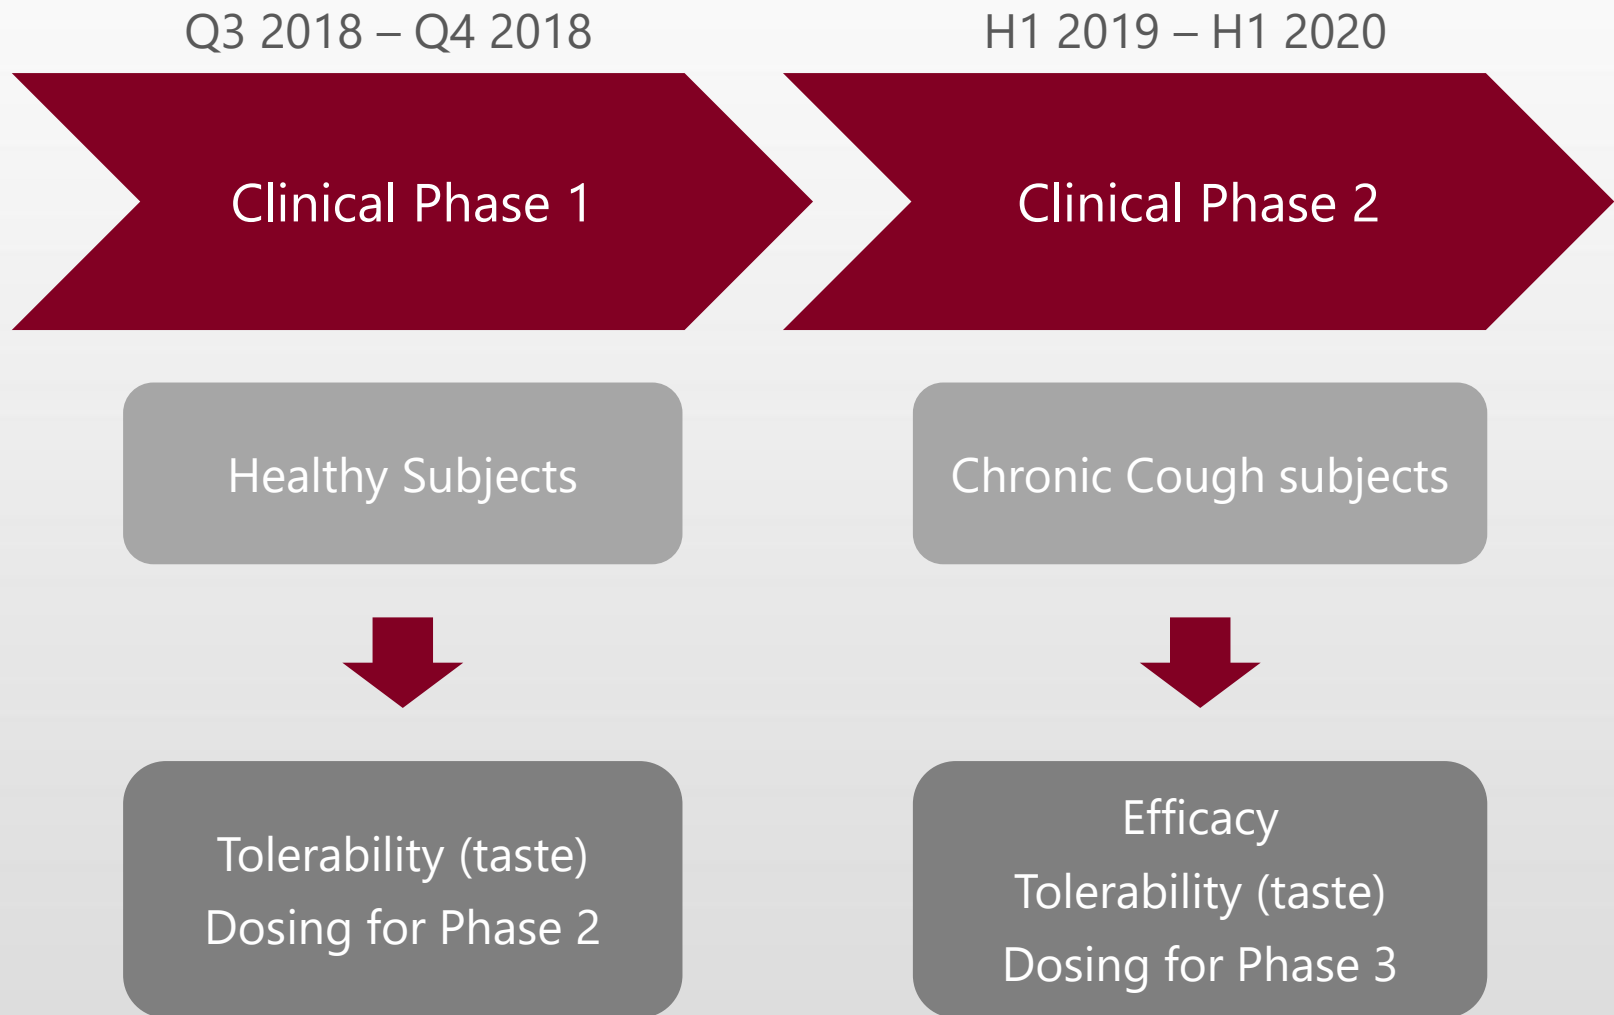 Q3 2018 – Q4 2018
H1 2019 – H1 2020
Clinical Phase 1
Clinical Phase 2
Healthy Subjects
Chronic Cough subjects
Tolerability (taste)
Dosing for Phase 2
Efficacy
Tolerability (taste)
Dosing for Phase 3